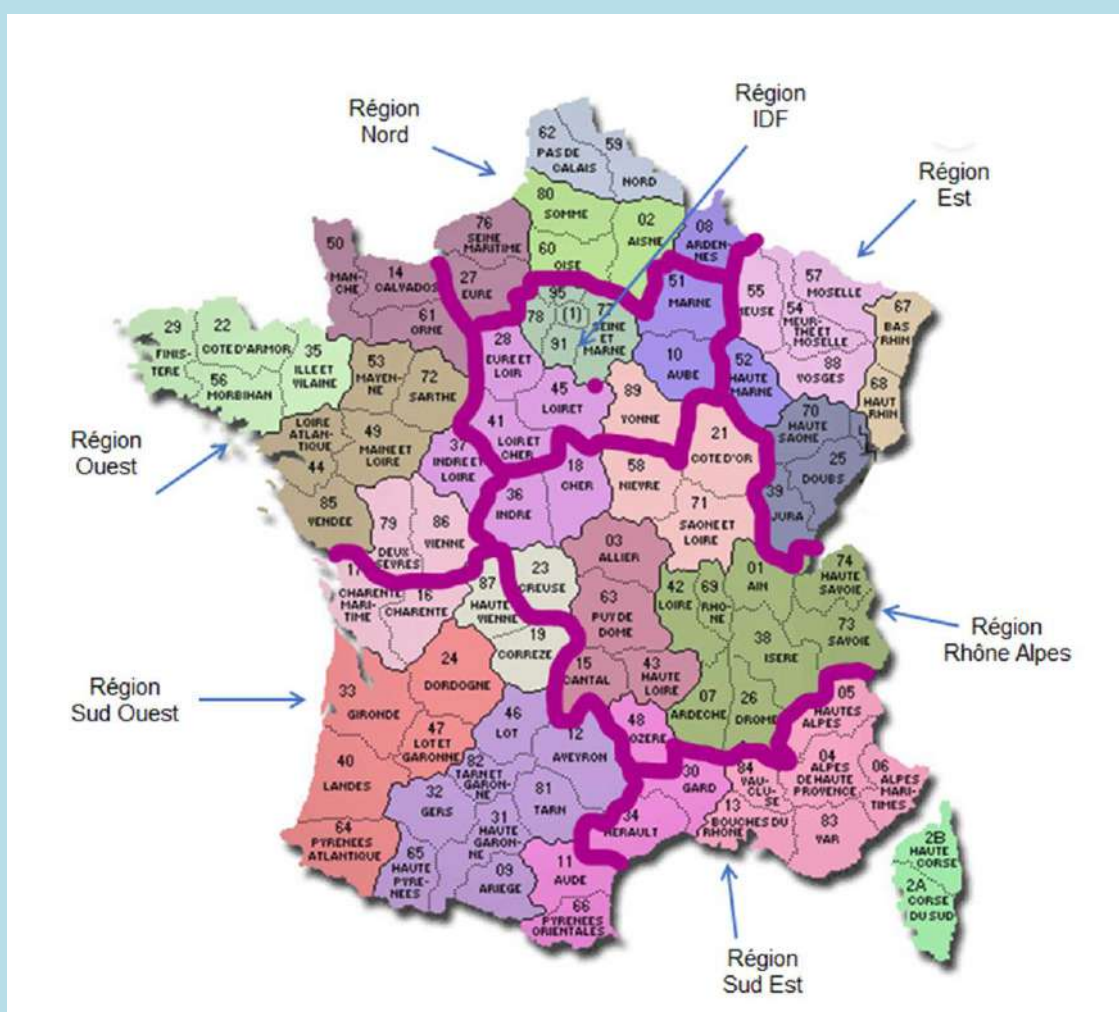 Région
Nord
Région
IDF
Région
Est
Région
Ouest
Région
Rhône Alpes
Région
Sud Ouest
Région
Sud Est
62
PAS DE
CALAIS
59
NORD
80
SOMME
02
AISNE
60
OISE
76
SEINE
MARITIME
27
EURE
08
ARDEN-
NES
50
MAN-
CHE
14
CALVADOS
61
ORNE
51
MARNE
10
AUBE
52
HAUTE
MARNE
55
MEUSE
57
MOSELLE
54
MEUR-
THE ET
MOSELLE
88
VOSGES
67
BAS
RHIN
68
HAUT
RHIN
95
78
(1)
91
77
SEINE
ET
MARNE
29
FINIS-
TERE
22
COTE D'ARMOR
56
MORBIHAN
35
ILLE ET
VILAINE
53
MAYEN-
NE
72
SARTHE
LOIRE
ATLAN-
TIQUE
44
49
MAINE ET
LOIRE
85
VENDEE
28
EURE ET
LOIR
45
LOIRET
41
LOIR ET
CHER
37
INDRE ET
LOIRE
36
INDRE
18
CHER
89
YONNE
21
COTE D'OR
58
NIEVRE
71
SAONE ET
LOIRE
70
HAUTE
SAONE
25
DOUBS
39
JURA
79
DEUX
SEVRES
86
VIENNE
17
CHARENTE
MARI-
TIME
16
CHARENTE
87
HAUTE
VIENNE
23
CREUSE
19
CORREZE
03
ALLIER
63
PUY DE
DOME
15
CANTAL
43
HAUTE
LOIRE
42
LOIRE
69
RHO-
NE
01
AIN
74
HAUTE
SAVOIE
73
SAVOIE
38
ISERE
07
ARDECHE
26
DROME
24
DORDOGNE
33
GIRONDE
47
LOT ET
GARONNE
40
LANDES
64
PYRENEES
ATLANTIQUE
46
LOT
12
AVEYRON
82
TARN ET
GARON-
NE
32
GERS
81
TARN
31
HAUTE
GARON-
NE
65
HAUTE
PYRE-
NEES
09
ARIEGE
48
OZERE
30
GARD
34
HERAULT
11
AUDE
66
PYRENEES
ORIENTALES
05
HAUTES
ALPES
04
ALPES
DE HAUTE
PROVENCE
06
ALPES
MARI-
TIMES
84
VAU-
CLUSE
13
BOUCHES DU
RHÔNE
83
VAR
2B
HAUTE
CORSE
2A
CORSE
DU SUD